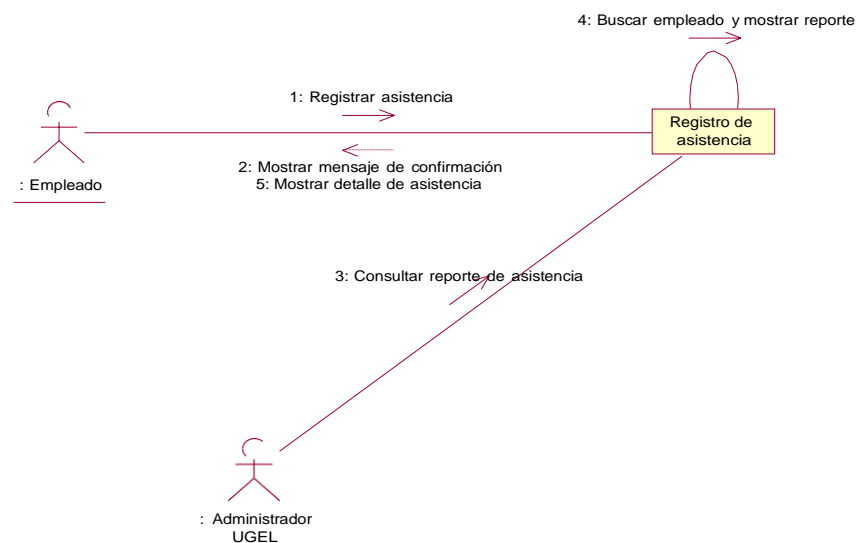 4: Buscar empleado y mostrar reporte
1: Registrar asistencia
Registro de
asistencia
2: Mostrar mensaje de confirmación
5: Mostrar detalle de asistencia
: Empleado
3: Consultar reporte de asistencia
: Administrador
UGEL